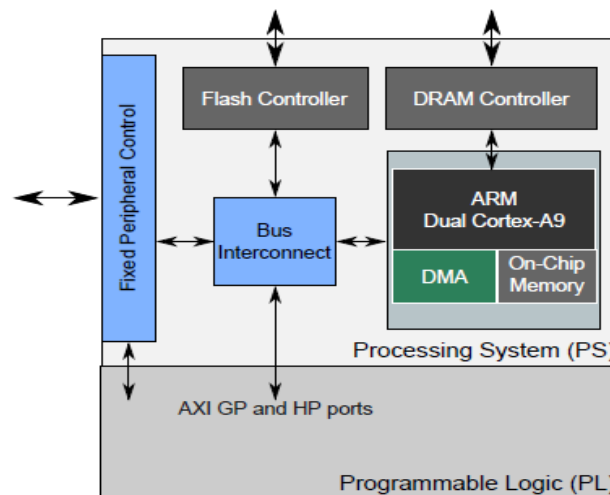 Fixed Peripheral Control
Flash Controller
DRAM Controller
ARM
Dual Cortex-A9
Bus
Interconnect
DMA
On-Chip
Memory
Processing System (PS)
AXI GP and HP ports
Programmable Logic (PL)